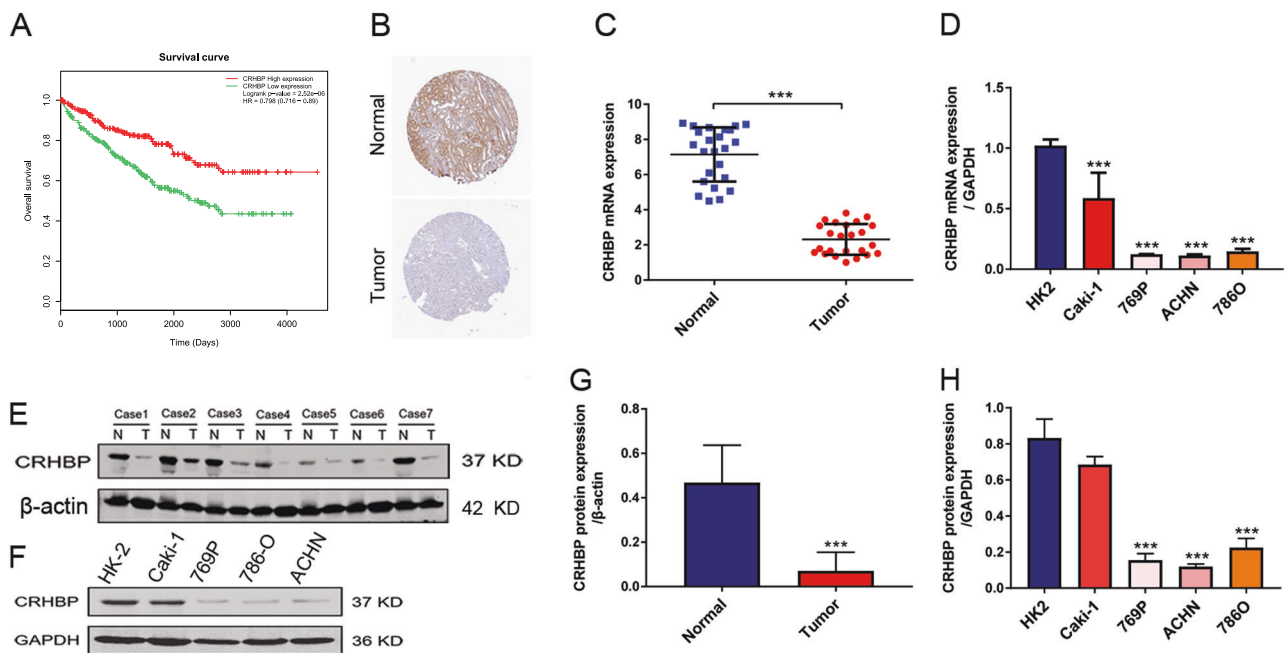 A
Survival curve
CRHBP High expression
CRHBP Low expression
Logrank p−value = 2.52e−06
HR = 0.798 (0.716 − 0.89)
Overall survival
1.0
0.8
0.6
0.4
0.2
0.0
0
1000
2000
3000
4000
Time (Days)
B
Normal
Tumor
C
***
CRHBP mRNA expression
10
8
6
4
2
0
Normal
Tumor
D
CRHBP mRNA expression
/ GAPDH
1.5
1.0
0.5
0.0
***
***
***
***
HK2
Caki-1
769P
ACHN
786O
E
Case1
Case2
Case3
Case4
Case5
Case6
Case7
N T N T N T N T N T N T N T
CRHBP
37 KD
β-actin
42 KD
F
HK-2
Caki-1
769P
786-O
ACHN
CRHBP
37 KD
GAPDH
36 KD
G
CRHBP protein expression
/β-actin
0.8
0.6
0.4
0.2
0.0
***
Normal
Tumor
H
CRHBP protein expression
/GAPDH
1.0
0.8
0.6
0.4
0.2
0.0
***
***
***
HK2
Caki-1
769P
ACHN
786O